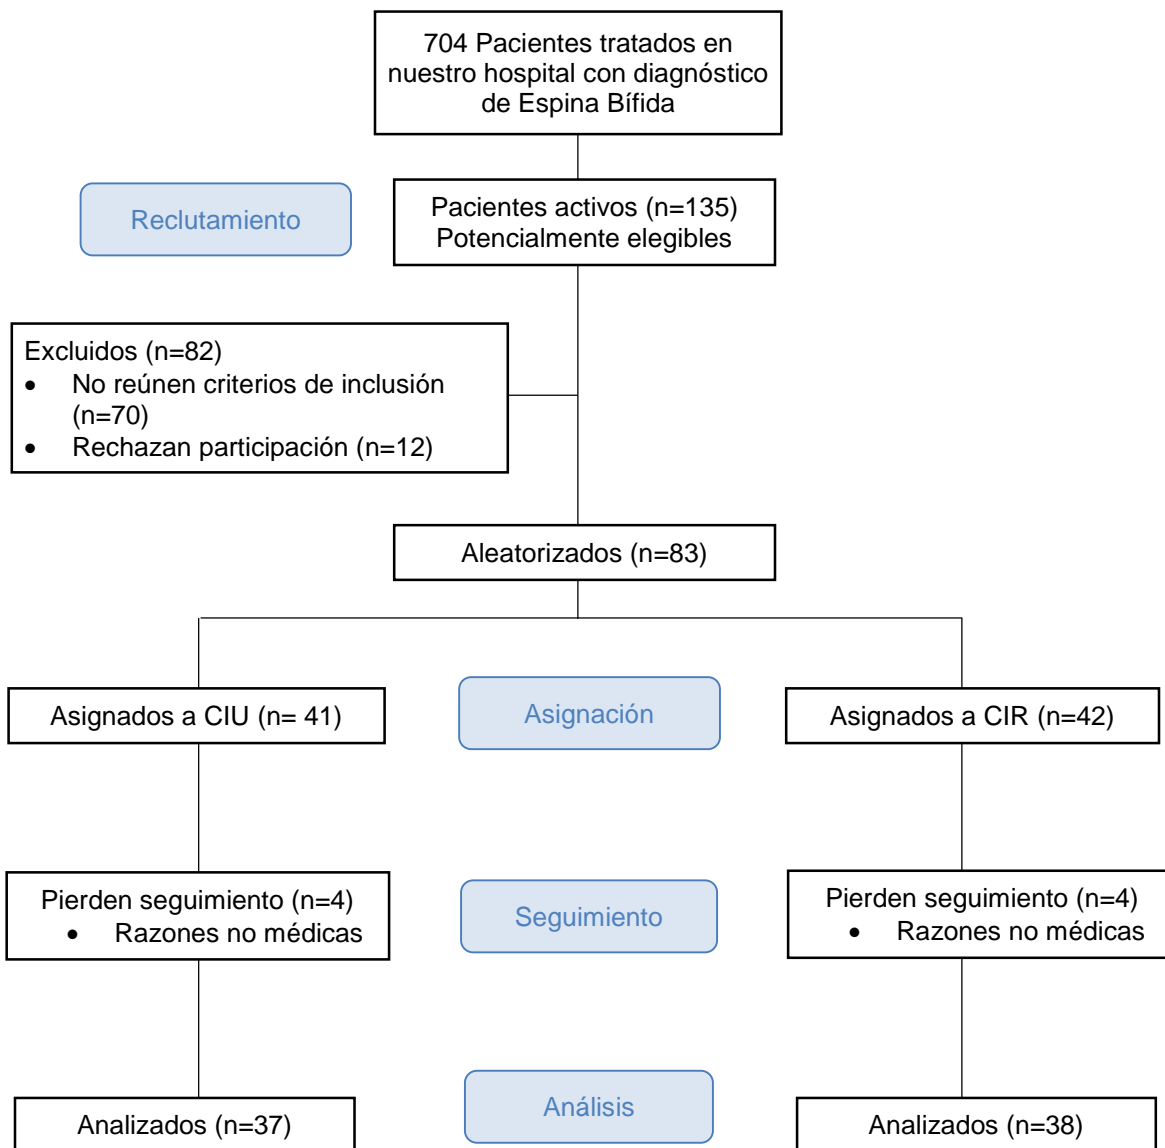 704 Pacientes tratados en
nuestro hospital con diagnóstico
de Espina Bífida
Reclutamiento
Pacientes activos (n=135)
Potencialmente elegibles
Excluidos (n=82)
• No reúnen criterios de inclusión
(n=70)
• Rechazan participación (n=12)
Aleatorizados (n=83)
Asignados a CIU (n= 41)
Asignación
Asignados a CIR (n=42)
Pierden seguimiento (n=4)
• Razones no médicas
Seguimiento
Pierden seguimiento (n=4)
• Razones no médicas
Análisis
Analizados (n=37)
Analizados (n=38)